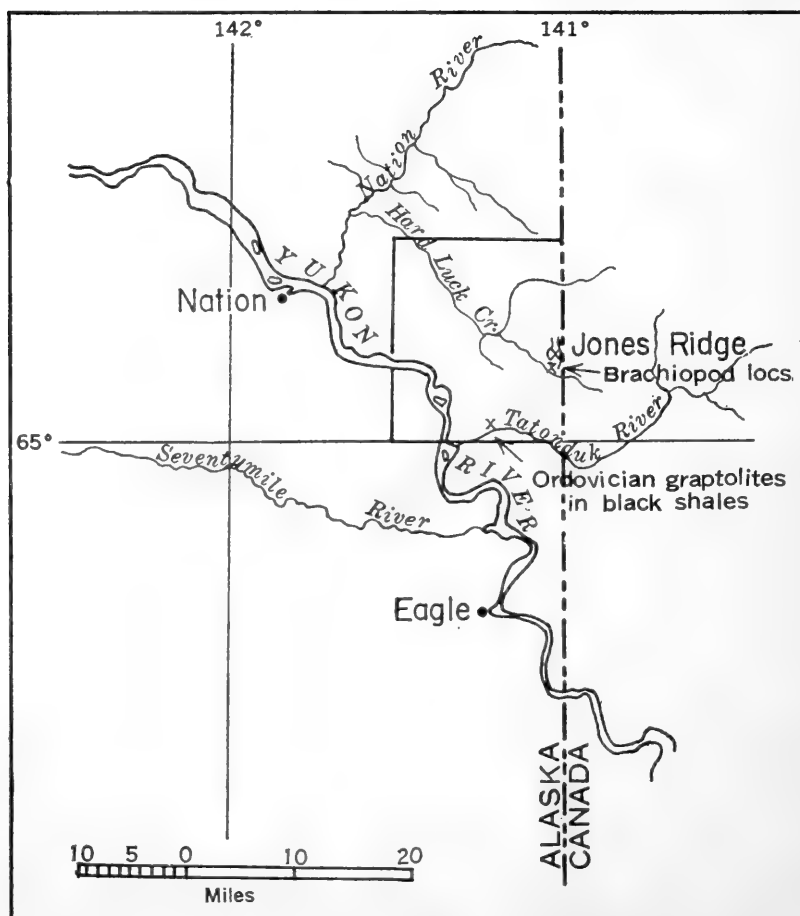 142°
141°
Nation River
Hard Luck Cr.
YUKON RIVER
Nation
Jones Ridge
Brachiopod locs.
65°
Tatonduk River
Seventymile River
Ordovician graptolites
in black shales
Eagle
ALASKA
CANADA
10 5 0 10 20
Miles